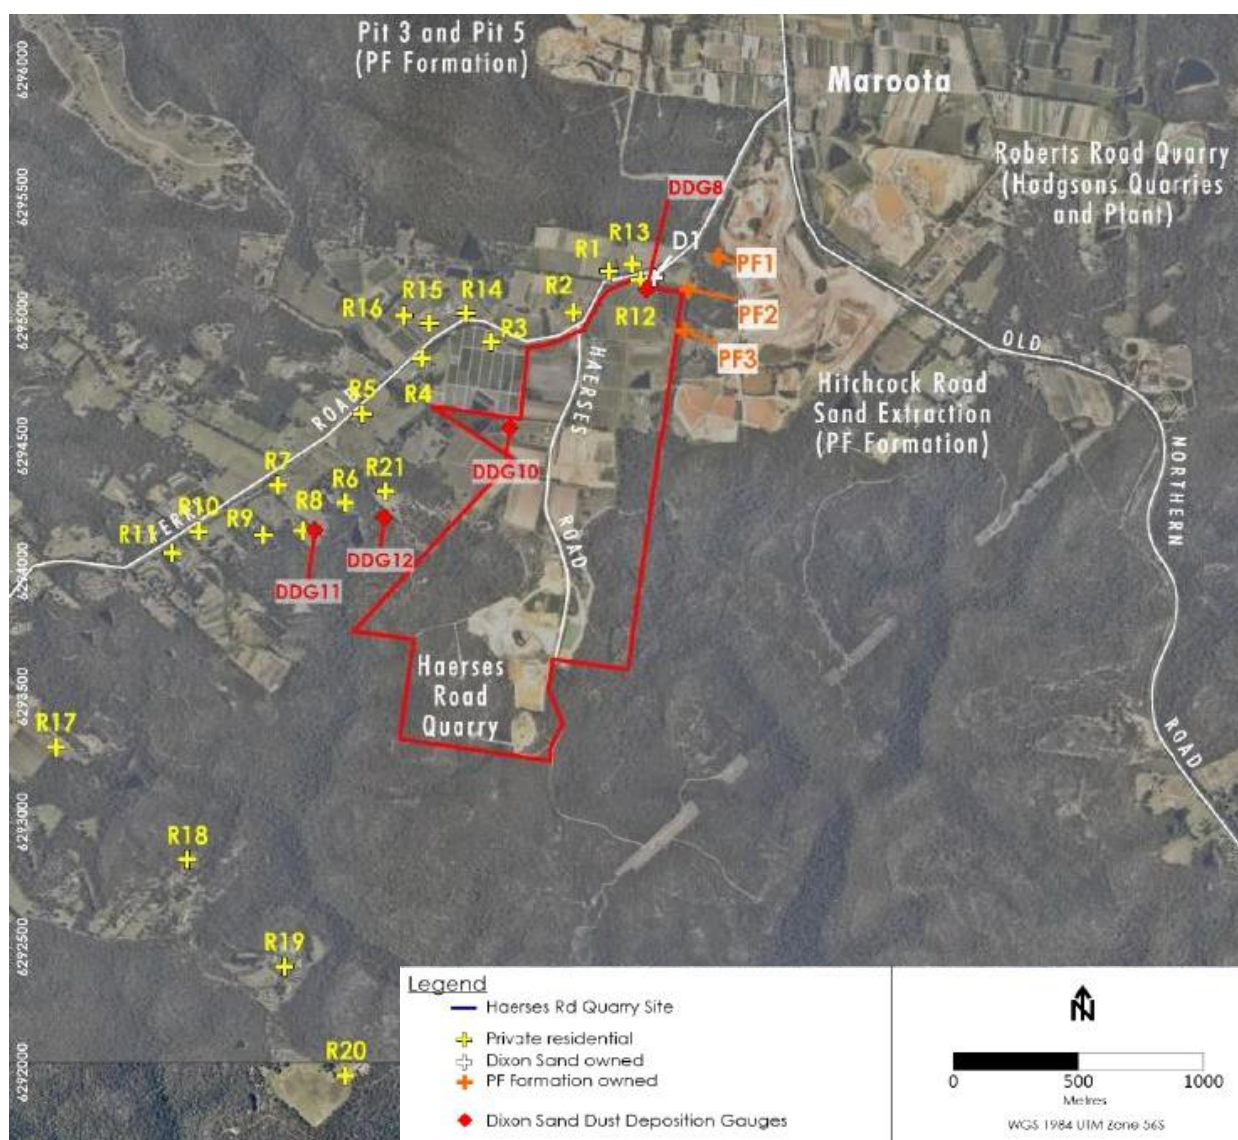 Pit 3 and Pit 5
(PF Formation)
Maroota
Roberts Road Quarry
(Hodgsons Quarries
and Plant)
6296000
6295500
6295000
6294500
6294000
6293500
6293000
6292500
6292000
DDG8
D1
R13
R1
R12
PF1
PF2
PF3
R2
R14
R15
R16
R3
R4
R5
HAERSES
ROAD
OLD
NORTHERN
ROAD
Hitchcock Road
Sand Extraction
(PF Formation)
ROAD
DDG10
R7
R6
R21
R8
R9
R10
R11
DDG12
DDG11
Haerses
Road
Quarry
R17
R18
R19
R20
Legend
Haerses Rd Quarry Site
Private residential
Dixon Sand owned
PF Formation owned
Dixon Sand Dust Deposition Gauges
N
0 500 1000
Metres
WGS 1984 UTM Zone 56S